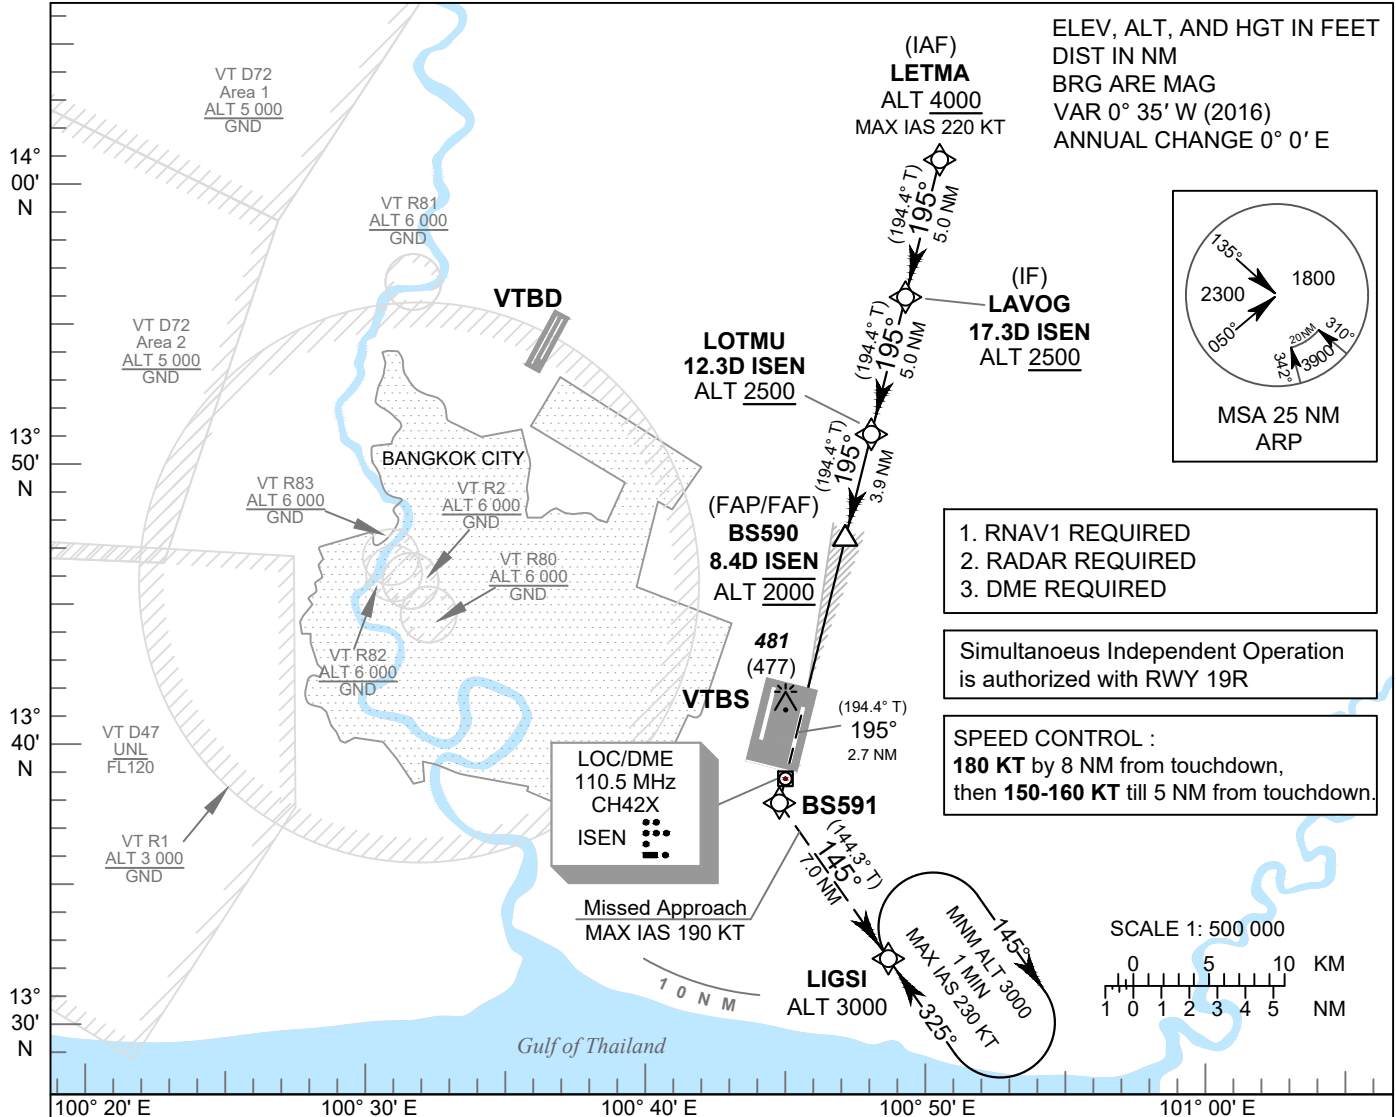 ELEV, ALT, AND HGT IN FEET
DIST IN NM
BRG ARE MAG
VAR 0° 35' W (2016)
ANNUAL CHANGE 0° 0' E
(IAF)
LETMA
ALT 4000
MAX IAS 220 KT
VT D72
Area 1
ALT 5 000
GND
14°
00'
N
VT R81
ALT 6 000
GND
(194.4° T)
195°
5.0 NM
(IF)
LAVOG
17.3D ISEN
ALT 2500
135°
2300
1800
050°
20NM
310°
342°
3900
MSA 25 NM
ARP
VTBD
VT D72
Area 2
ALT 5 000
GND
LOTMU
12.3D ISEN
ALT 2500
(194.4° T)
195°
5.0 NM
13°
50'
N
BANGKOK CITY
(194.4° T)
195°
3.9 NM
VT R83
ALT 6 000
GND
VT R2
ALT 6 000
GND
(FAP/FAF)
BS590
8.4D ISEN
ALT 2000
VT R80
ALT 6 000
GND
1. RNAV1 REQUIRED
2. RADAR REQUIRED
3. DME REQUIRED
VT R82
ALT 6 000
GND
481
(477)
VTBS
Simultanoeus Independent Operation
is authorized with RWY 19R
(194.4° T)
195°
2.7 NM
13°
40'
N
VT D47
UNL
FL120
SPEED CONTROL :
180 KT by 8 NM from touchdown,
then 150-160 KT till 5 NM from touchdown.
LOC/DME
110.5 MHz
CH42X
ISEN
BS591
VT R1
ALT 3 000
GND
(144.3° T)
145°
7.0 NM
Missed Approach
MAX IAS 190 KT
145°
MNM ALT 3000
1 MIN
MAX IAS 230 KT
325°
LIGSI
ALT 3000
10NM
SCALE 1: 500 000
0 5 10 KM
1 0 1 2 3 4 5 NM
13°
30'
N
Gulf of Thailand
100° 20' E
100° 30' E
100° 40' E
100° 50' E
101° 00' E